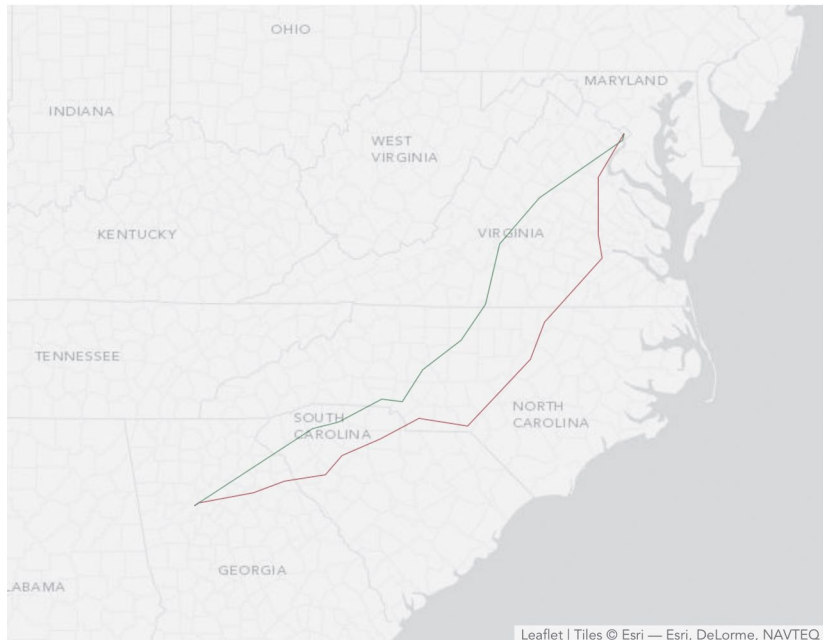 OHIO
MARYLAND
INDIANA
WEST
VIRGINIA
KENTUCKY
VIRGINIA
TENNESSEE
NORTH
CAROLINA
SOUTH
CAROLINA
GEORGIA
LABAMA
Leaflet | Tiles © Esri — Esri, DeLorme, NAVTEQ